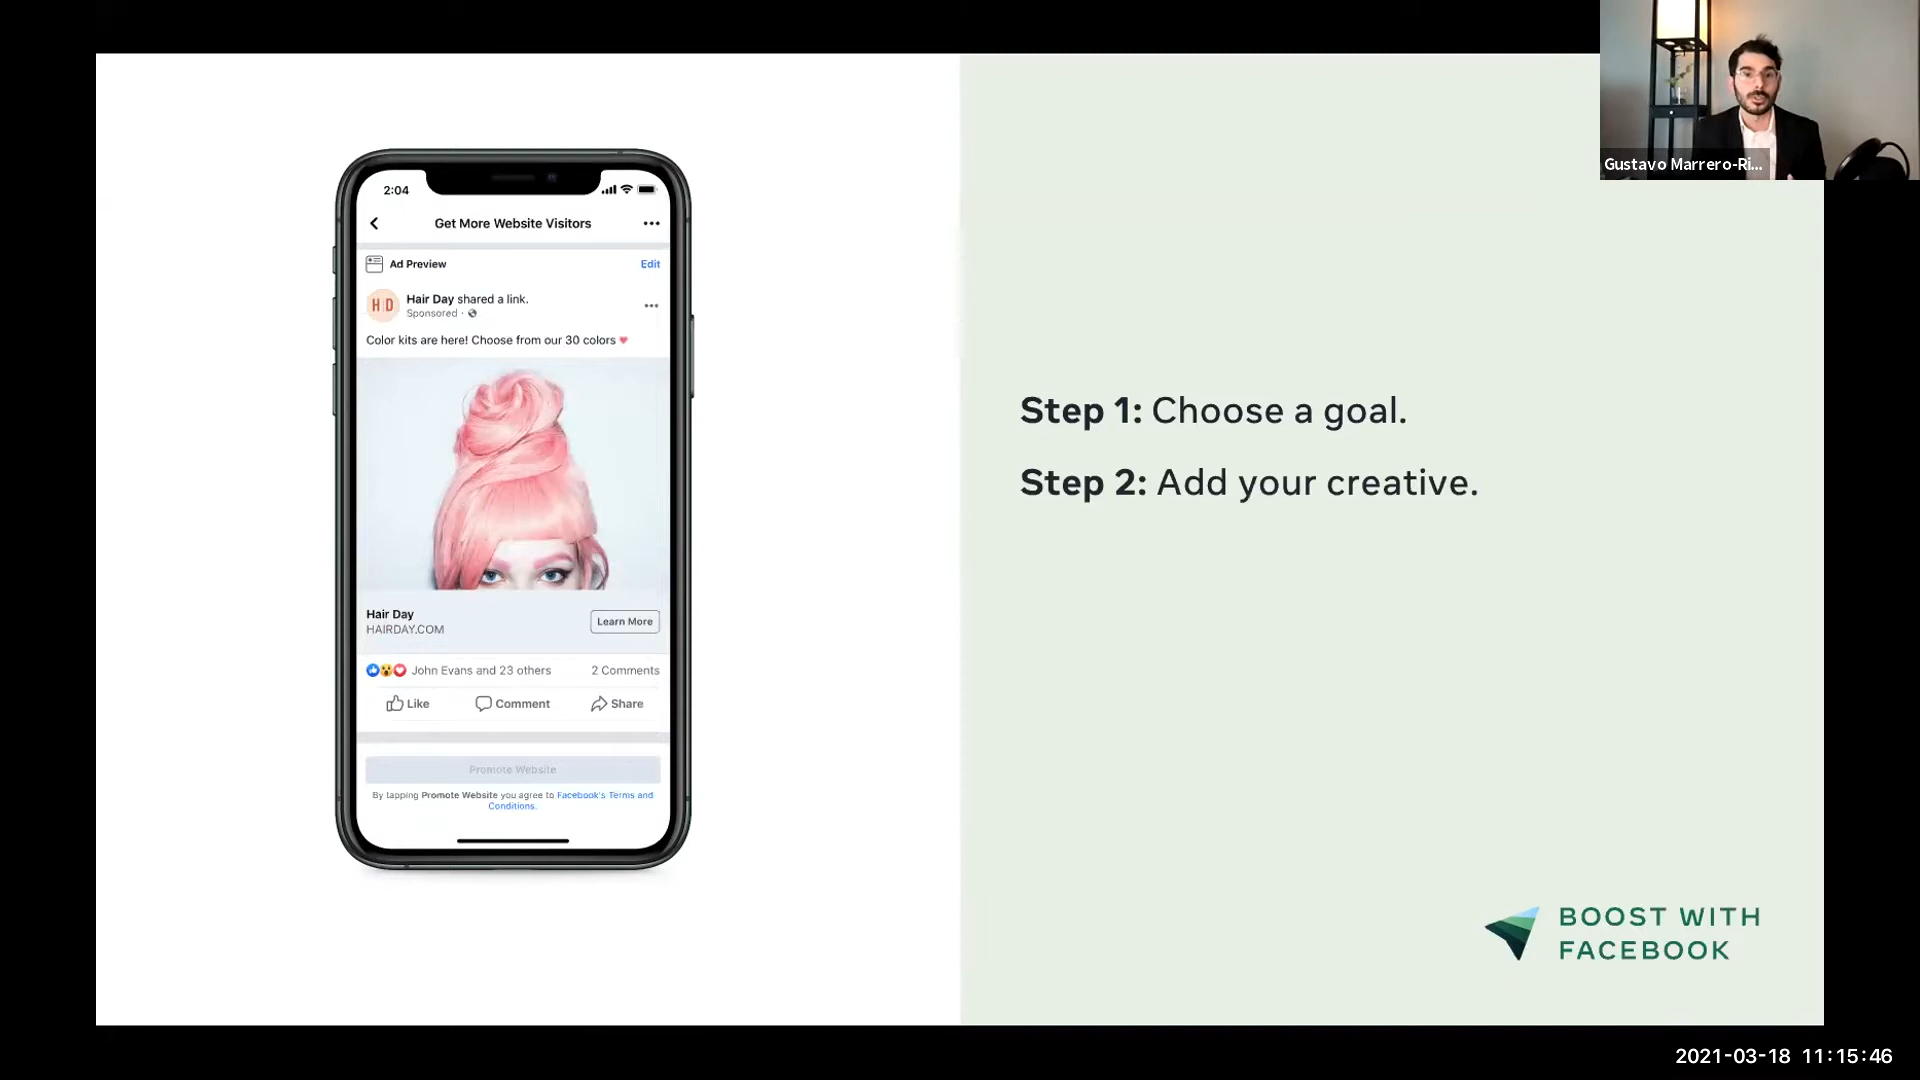 Gustavo Marrero-Ri...
2:04
Get More Website Visitors
Ad Preview
Edit
H D
Hair Day shared a link.
Sponsored ·
Color kits are here! Choose from our 30 colors
Hair Day
HAIRDAY.COM
Learn More
John Evans and 23 others
2 Comments
Like
Comment
Share
Promote Website
By tapping Promote Website you agree to Facebook's Terms and
Conditions.
Step 1: Choose a goal.
Step 2: Add your creative.
BOOST WITH
FACEBOOK
2021-03-18 11:15:46